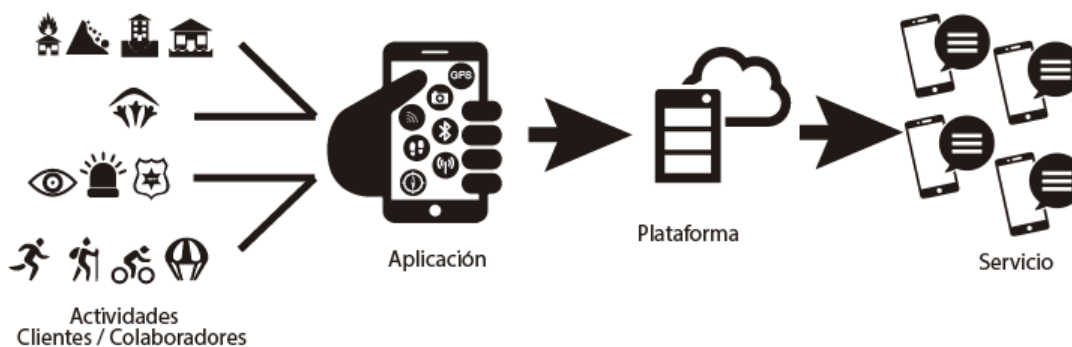 GPS
Aplicación
Plataforma
Servicio
Actividades
Clientes / Colaboradores